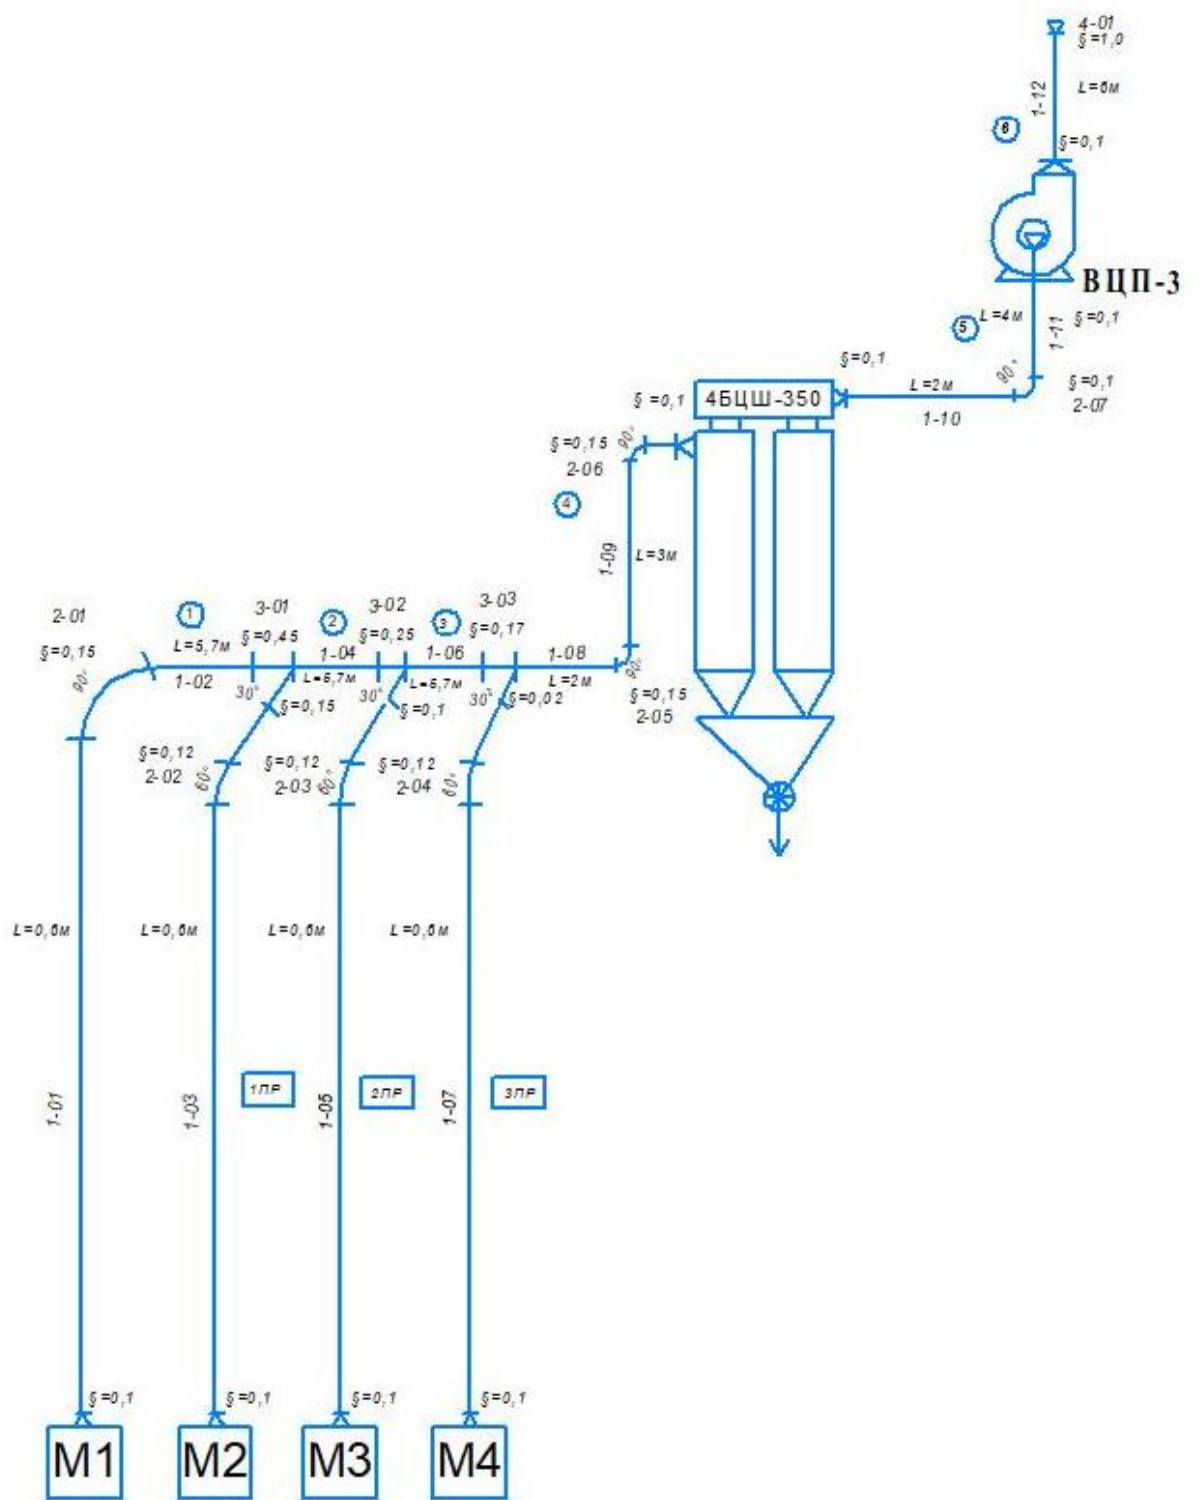 4-01
§=1,0
L=6м
1-12
6
§=0,1
ВЦП-3
L=4м
1-11
§=0,1
5
90°
§=0,1
2-07
§=0,1
L=2м
1-10
4БЦШ-350
§=0,1
90°
§=0,15
2-06
4
1-09
L=3м
2-01
1
3-01
2
3-02
3
3-03
§=0,15
L=5,7м
§=0,45
§=0,25
§=0,17
90°
1-02
1-04
1-06
1-08
L=5,7м
L=5,7м
L=2м
90°
30°
30°
30°
§=0,15
§=0,1
§=0,02
§=0,15
2-05
§=0,12
2-02
60°
§=0,12
2-03
60°
§=0,12
2-04
60°
L=0,6м
L=0,6м
L=0,6м
L=0,6м
1-01
1-03
1ПР
1-05
2ПР
1-07
3ПР
§=0,1
§=0,1
§=0,1
§=0,1
М1
М2
М3
М4